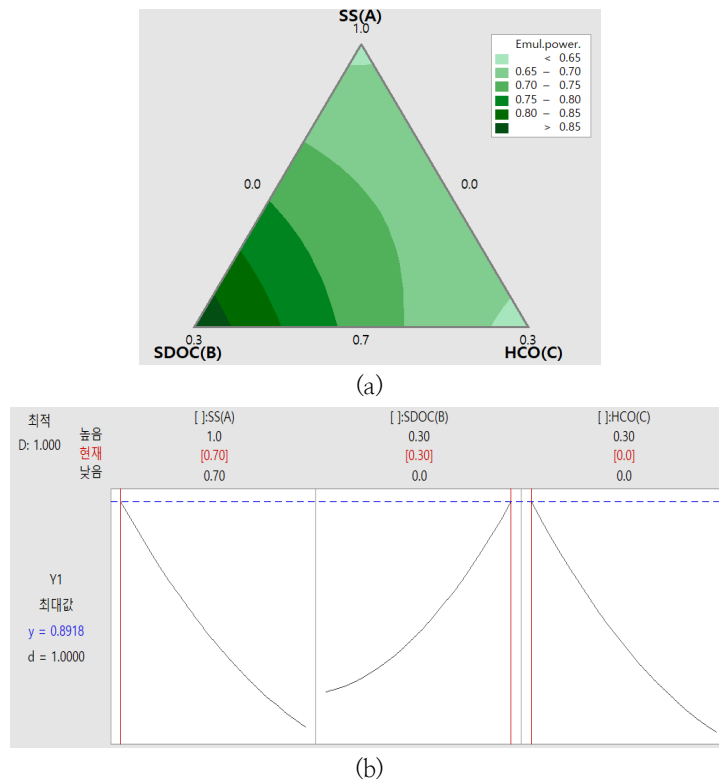 SS(A)
1.0
Emul.power.
< 0.65
0.65 – 0.70
0.70 – 0.75
0.75 – 0.80
0.80 – 0.85
> 0.85
0.0 0.0
0.3 0.7 0.3
SDOC(B) HCO(C)
(a)
최적 [ ]:SS(A) [ ]:SDOC(B) [ ]:HCO(C)
D: 1.000 높음 1.0 0.30 0.30
현재 [0.70] [0.30] [0.0]
낮음 0.70 0.0 0.0
Y1
최대값
y = 0.8918
d = 1.0000
(b)